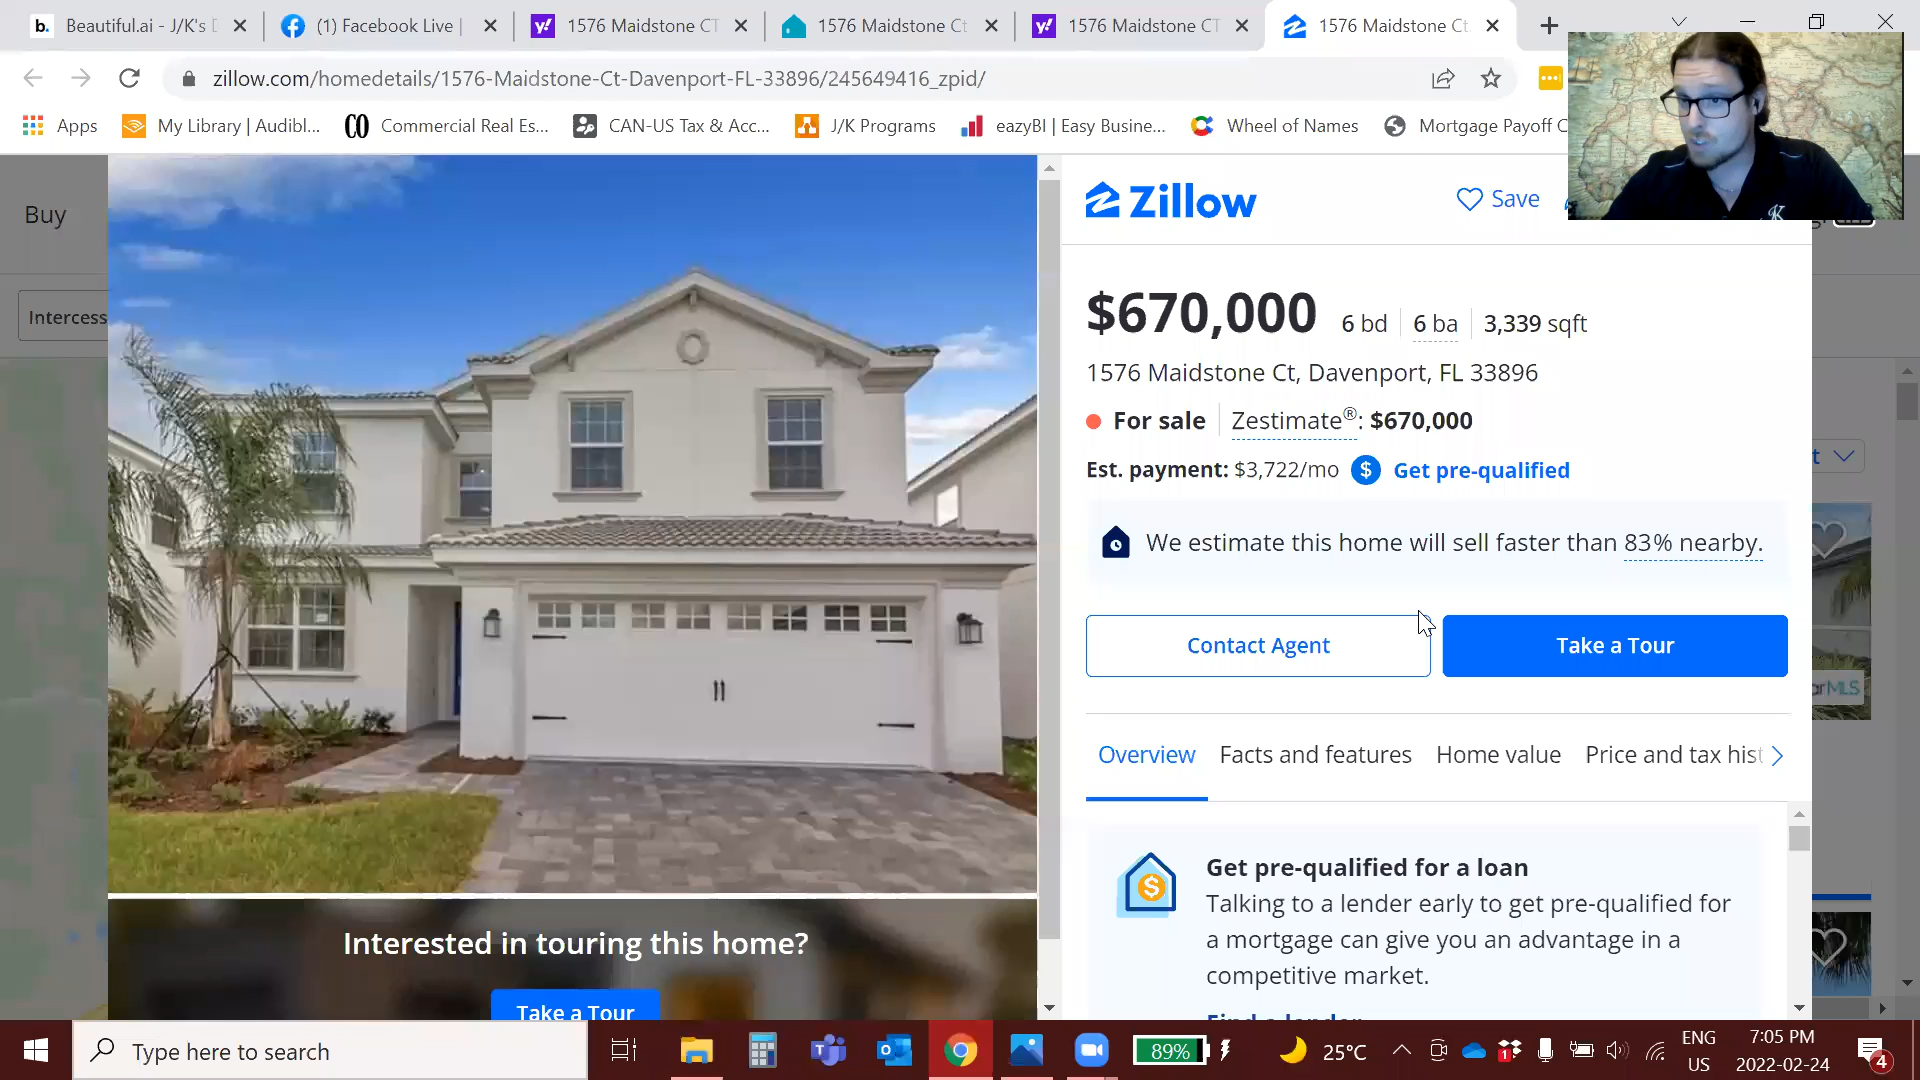 b. Beautiful.ai - J/K's
(1) Facebook Live |
y! 1576 Maidstone CT
1576 Maidstone Ct
y! 1576 Maidstone CT
1576 Maidstone Ct
zillow.com/homedetails/1576-Maidstone-Ct-Davenport-FL-33896/245649416_zpid/
Apps
My Library | Audibl...
Commercial Real Es...
CAN-US Tax & Acc...
J/K Programs
eazyBI | Easy Busine...
Wheel of Names
Mortgage Payoff C
Buy
Zillow
Save
K
Intercess
$670,000
6 bd
6 ba
3,339 sqft
1576 Maidstone Ct, Davenport, FL 33896
For sale
Zestimate®: $670,000
Est. payment: $3,722/mo
$ Get pre-qualified
We estimate this home will sell faster than 83% nearby.
Contact Agent
Take a Tour
MLS
Overview
Facts and features
Home value
Price and tax hist
Get pre-qualified for a loan
Talking to a lender early to get pre-qualified for
a mortgage can give you an advantage in a
competitive market.
Find a lender
Interested in touring this home?
Take a Tour
Type here to search
89%
25°C
1
ENG
US
7:05 PM
2022-02-24
4